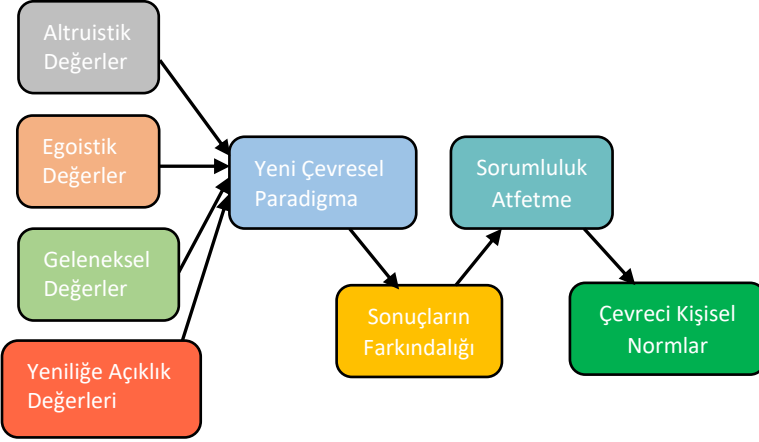 Altruistik
Değerler
Egoistik
Değerler
Geleneksel
Değerler
Yeniliğe Açıklık
Değerleri
Yeni Çevresel
Paradigma
Sonuçların
Farkındalığı
Sorumluluk
Atfetme
Çevreci Kişisel
Normlar